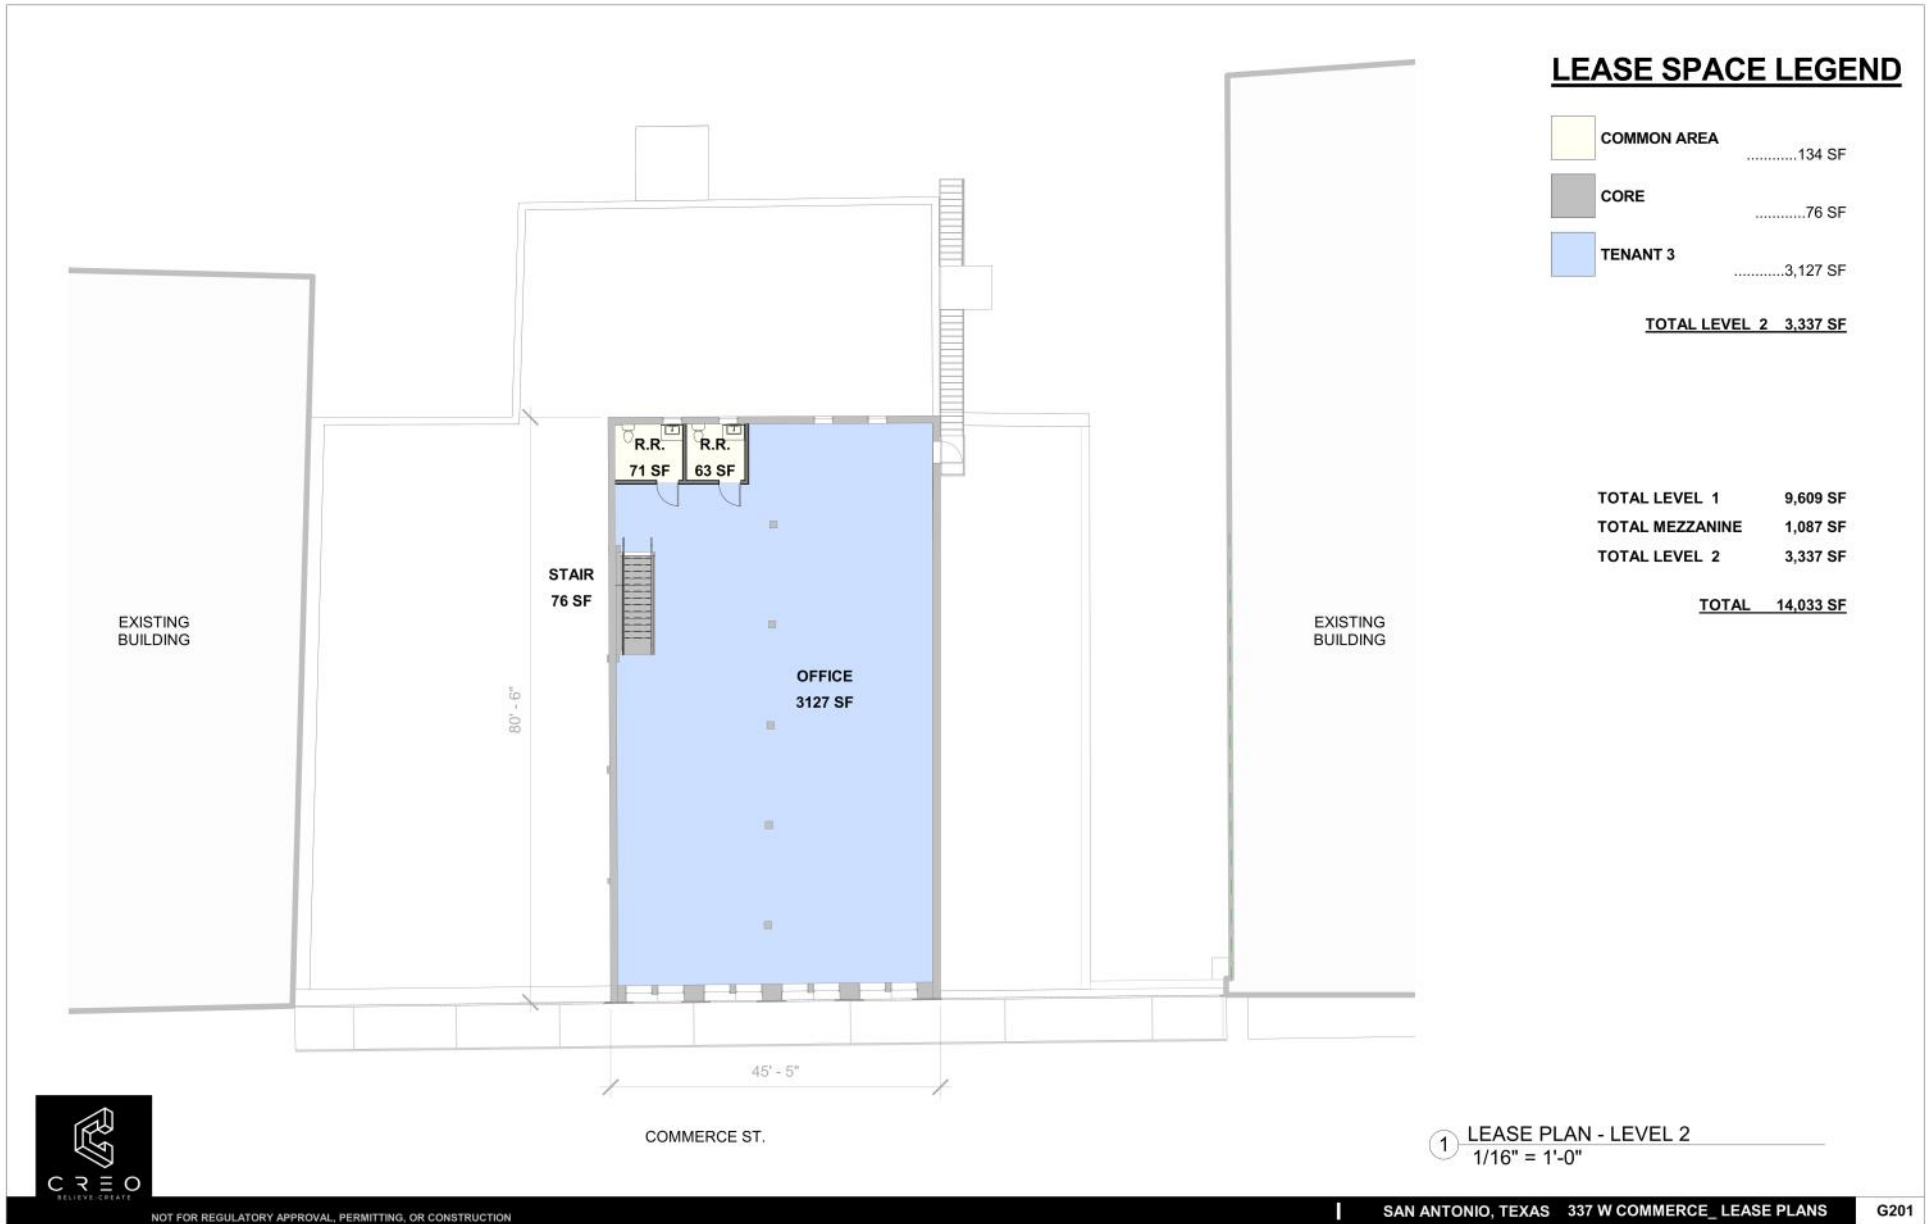 LEASE SPACE LEGEND
COMMON AREA
............134 SF
CORE
............76 SF
TENANT 3
............3,127 SF
TOTAL LEVEL 2 3,337 SF
TOTAL LEVEL 1 9,609 SF
TOTAL MEZZANINE 1,087 SF
TOTAL LEVEL 2 3,337 SF
TOTAL 14,033 SF
R.R.
71 SF
R.R.
63 SF
STAIR
76 SF
OFFICE
3127 SF
EXISTING
BUILDING
EXISTING
BUILDING
80' - 6"
45' - 5"
COMMERCE ST.
1 LEASE PLAN - LEVEL 2
1/16" = 1'-0"
CREO
BELIEVE:CREATE
NOT FOR REGULATORY APPROVAL, PERMITTING, OR CONSTRUCTION
SAN ANTONIO, TEXAS 337 W COMMERCE_ LEASE PLANS G201